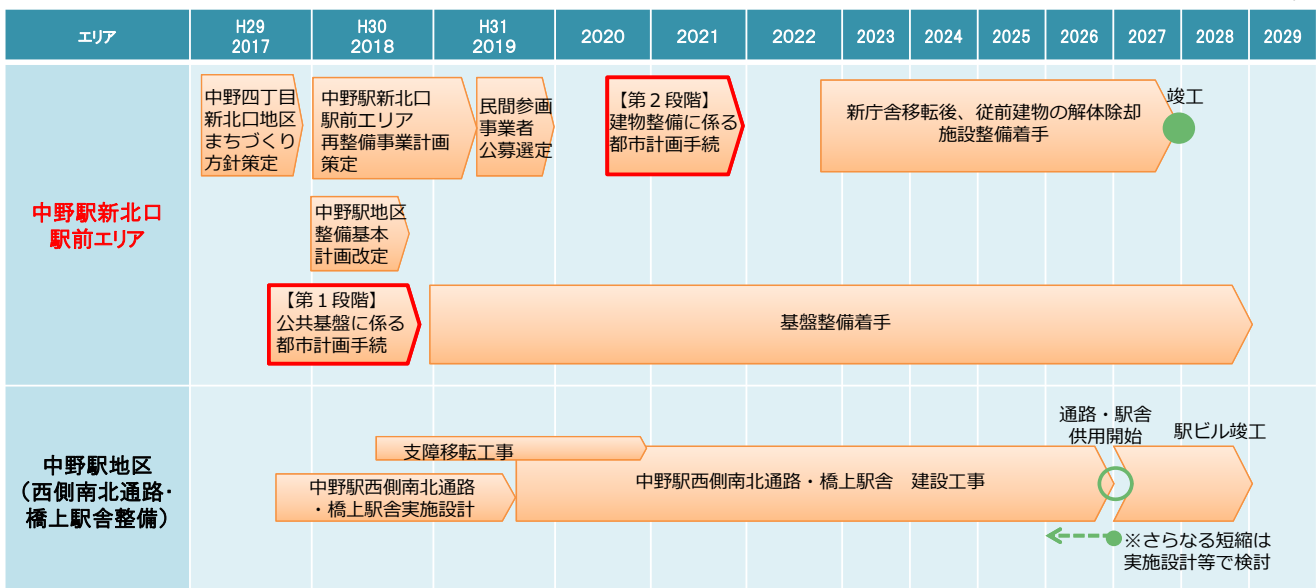 エリア
H29
2017
H30
2018
H31
2019
2020
2021
2022
2023
2024
2025
2026
2027
2028
2029
中野駅新北口
駅前エリア
中野四丁目
新北口地区
まちづくり
方針策定
中野駅新北口
駅前エリア
再整備事業計画
策定
民間参画
事業者
公募選定
【第２段階】
建物整備に係る
都市計画手続
新庁舎移転後、従前建物の解体除却
施設整備着手
竣工
中野駅地区
整備基本
計画改定
【第１段階】
公共基盤に係る
都市計画手続
基盤整備着手
中野駅地区
（西側南北通路・
橋上駅舎整備）
支障移転工事
中野駅西側南北通路
・橋上駅舎実施設計
中野駅西側南北通路・橋上駅舎　建設工事
通路・駅舎
供用開始
駅ビル竣工
※さらなる短縮は
実施設計等で検討